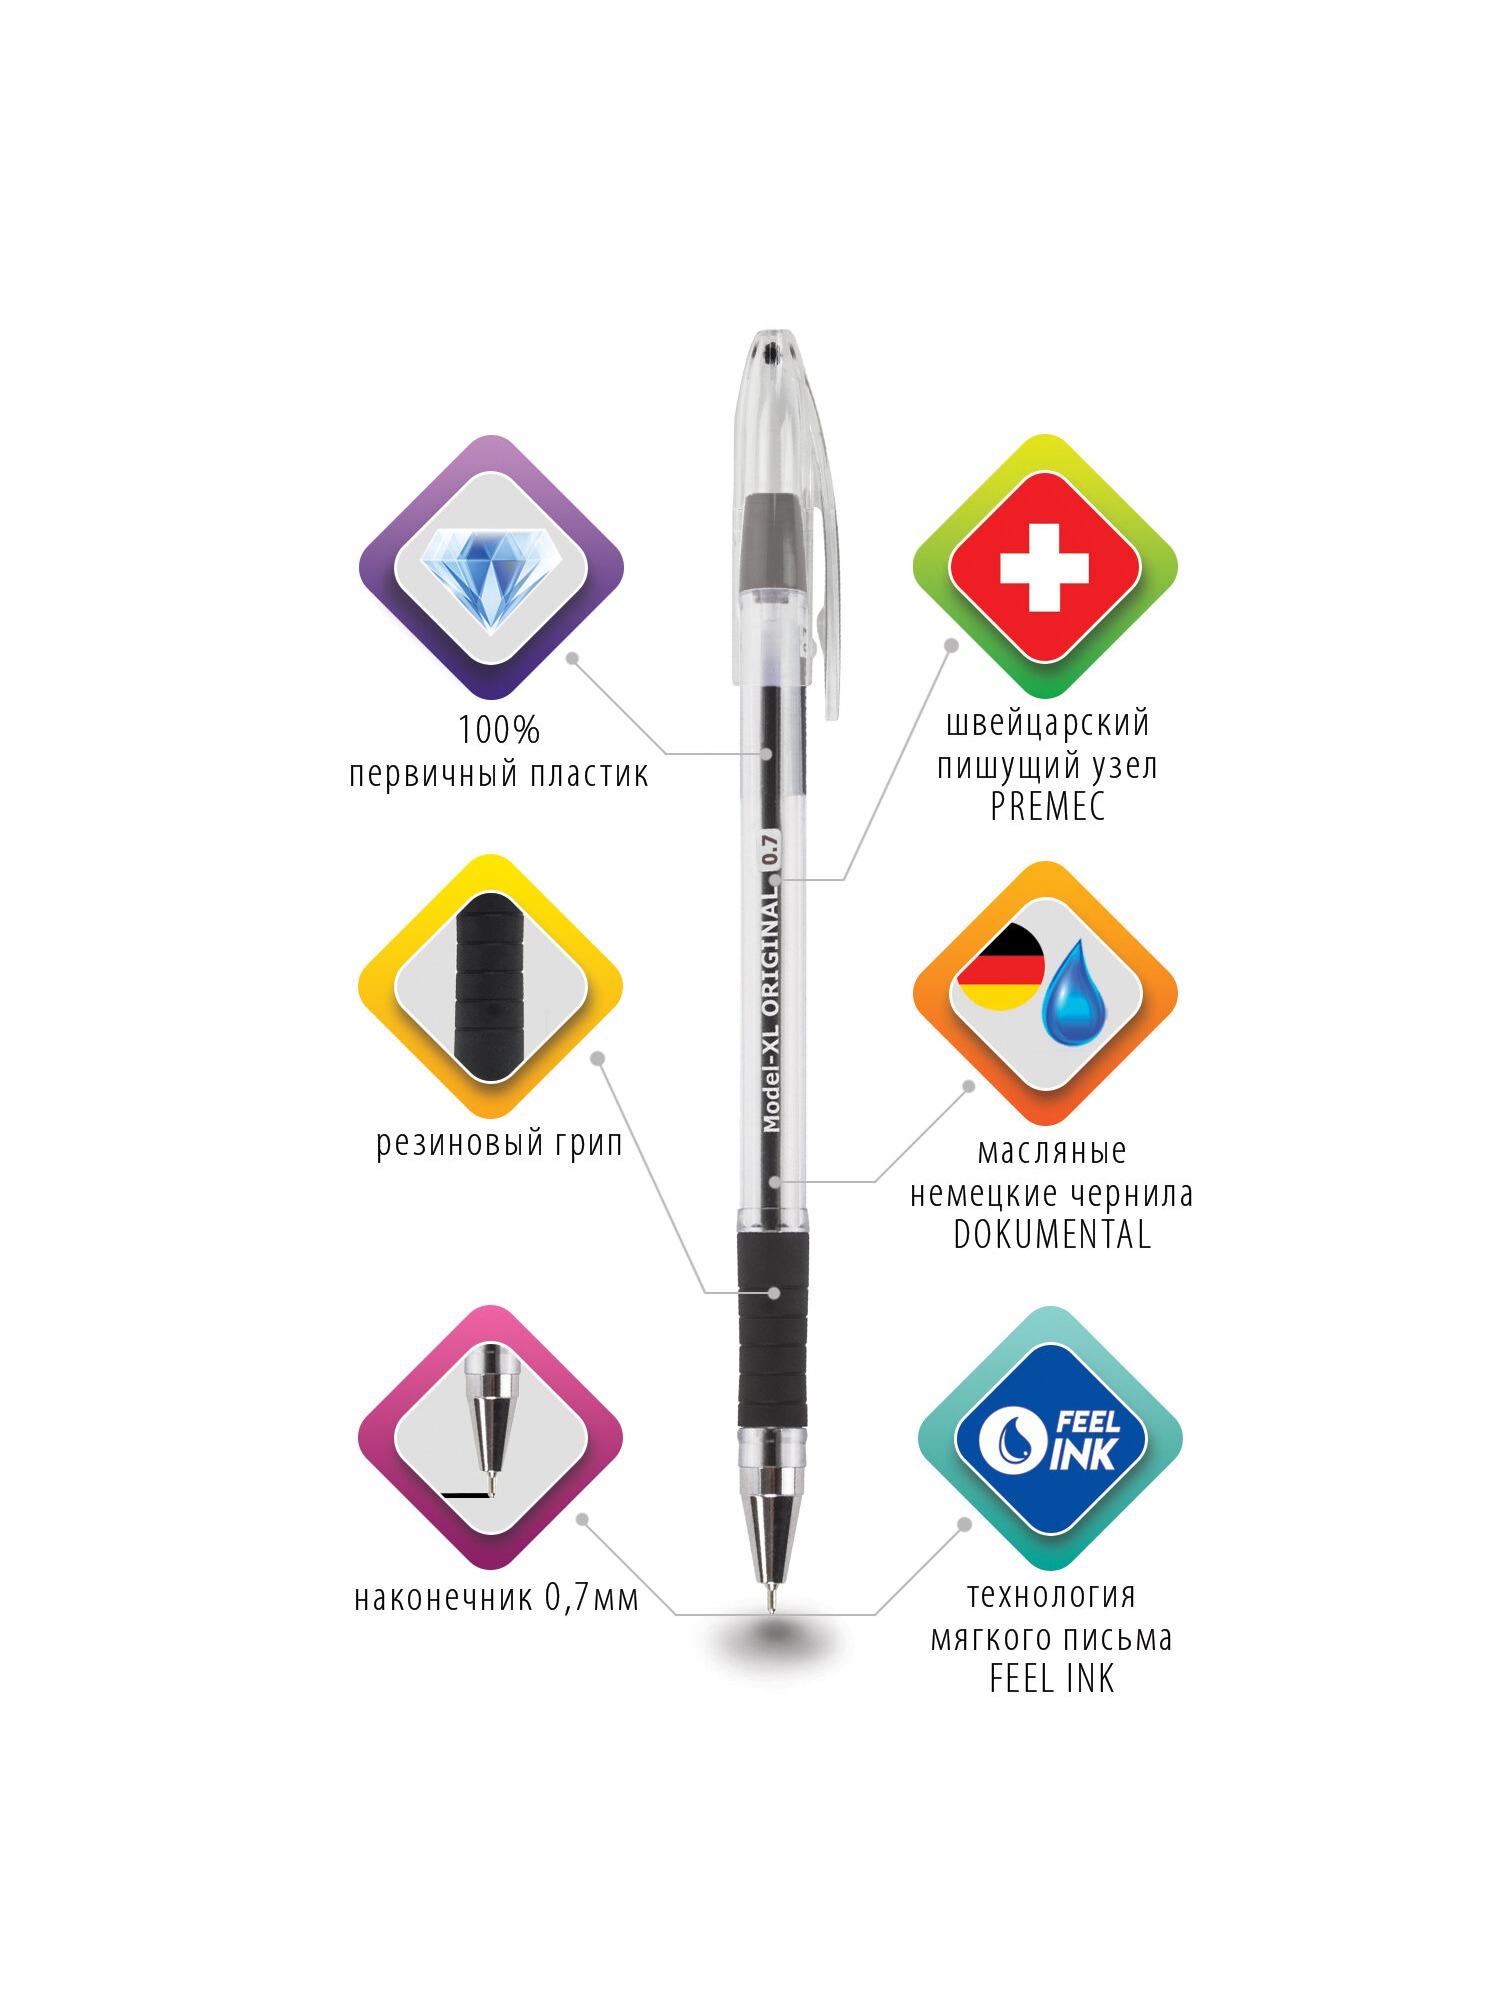 100%
первичный пластик
швейцарский
пишущий узел
PREMEC
Model-XL ORIGINAL 0.7
резиновый грип
масляные
немецкие чернила
DOKUMENTAL
наконечник 0,7мм
FEEL
INK
технология
мягкого письма
FEEL INK